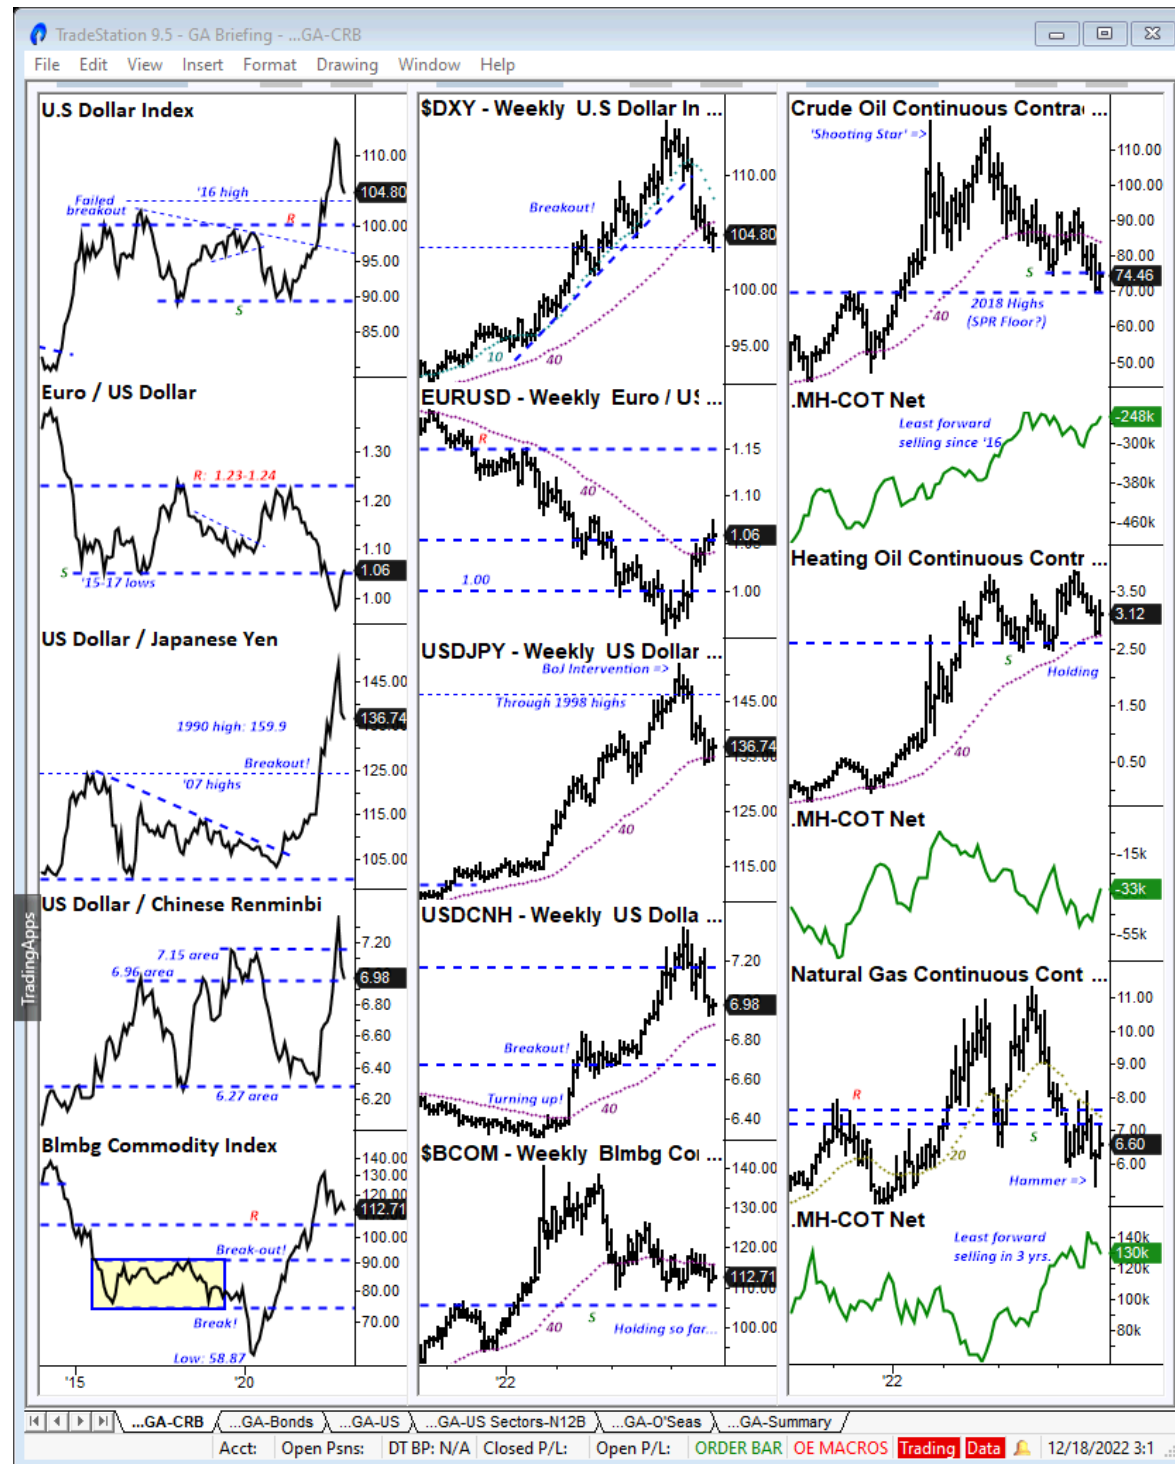 TradeStation 9.5 - GA Briefing - ...GA-CRB
File Edit View Insert Format Drawing Window Help
U.S Dollar Index
110.00
104.80
100.00
95.00
90.00
85.00
'16 high
Failed
breakout
R
S
Euro / US Dollar
1.30
1.20
1.10
1.06
1.00
R: 1.23-1.24
S
'15-17 lows
US Dollar / Japanese Yen
145.00
136.74
125.00
115.00
105.00
1990 high: 159.9
Breakout!
'07 highs
US Dollar / Chinese Renminbi
7.20
6.98
6.80
6.60
6.40
6.20
7.15 area
6.96 area
6.27 area
Blmbg Commodity Index
140.00
130.00
120.00
112.71
100.00
90.00
80.00
70.00
R
Break-out!
Break!
Low: 58.87
'15 '20
$DXY - Weekly U.S Dollar In ...
110.00
104.80
100.00
95.00
Breakout!
10
40
EURUSD - Weekly Euro / US ...
1.15
1.10
1.06
1.00
R
40
1.00
USDJPY - Weekly US Dollar ...
BoJ Intervention =>
Through 1998 highs
145.00
136.74
135.00
125.00
115.00
40
USDCNH - Weekly US Dolla ...
7.20
6.98
6.80
6.60
6.40
Breakout!
Turning up!
40
$BCOM - Weekly Blmbg Co ...
140.00
130.00
120.00
112.71
100.00
40
S
Holding so far...
'22
Crude Oil Continuous Contra ...
'Shooting Star' =>
110.00
100.00
90.00
80.00
74.46
70.00
60.00
50.00
S
2018 Highs
(SPR Floor?)
40
.MH-COT Net
Least forward
selling since '16
-248k
-300k
-380k
-460k
Heating Oil Continuous Contr ...
3.50
3.12
2.50
1.50
0.50
S
Holding
40
.MH-COT Net
-15k
-33k
-55k
Natural Gas Continuous Cont ...
11.00
10.00
9.00
8.00
7.00
6.60
6.00
R
S
20
Hammer =>
.MH-COT Net
Least forward
selling in 3 yrs.
140k
130k
120k
100k
80k
'22
TradingApps
...GA-CRB ...GA-Bonds ...GA-US ...GA-US Sectors-N12B ...GA-O'Seas ...GA-Summary
Acct: Open Psns: DT BP: N/A Closed P/L: Open P/L: ORDER BAR OE MACROS Trading Data 12/18/2022 3:1